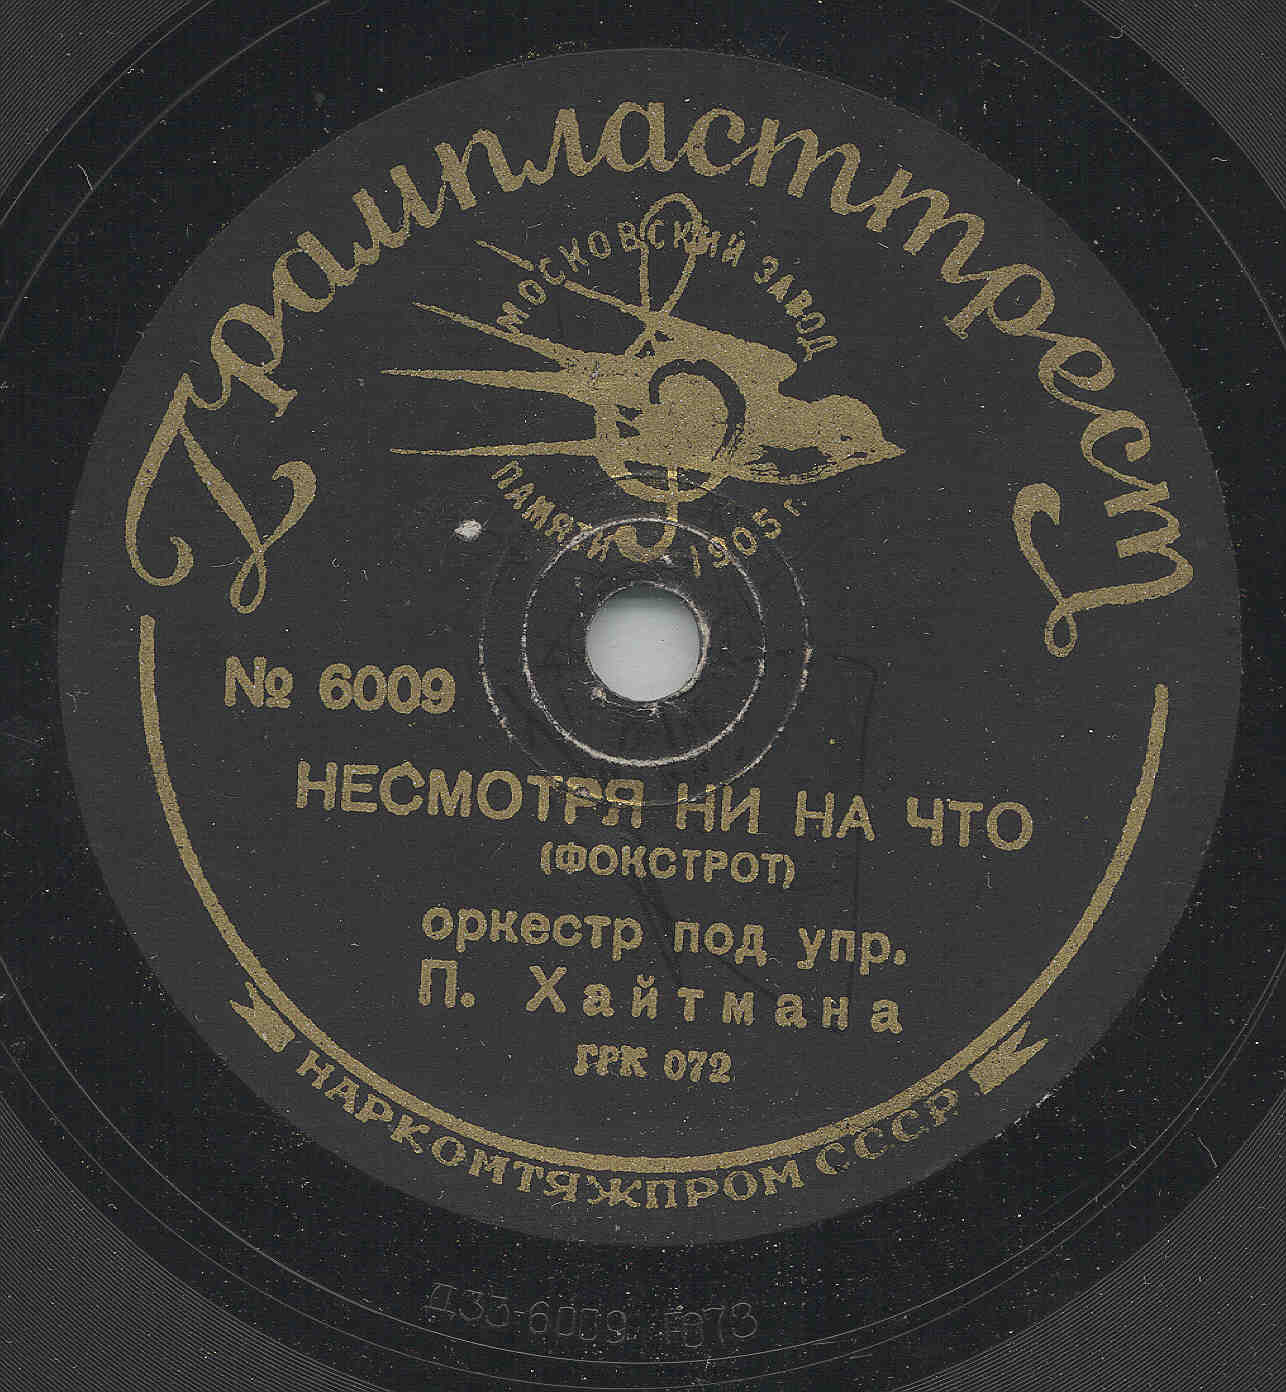 Грампласттрест
МОСКОВСКИЙ ЗАВОД
ПАМЯТИ 1905 г.
№ 6009
НЕСМОТРЯ НИ НА ЧТО
(ФОКСТРОТ)
оркестр под упр.
П. Хайтмана
ГРК 072
НАРКОМТЯЖПРОМ СССР